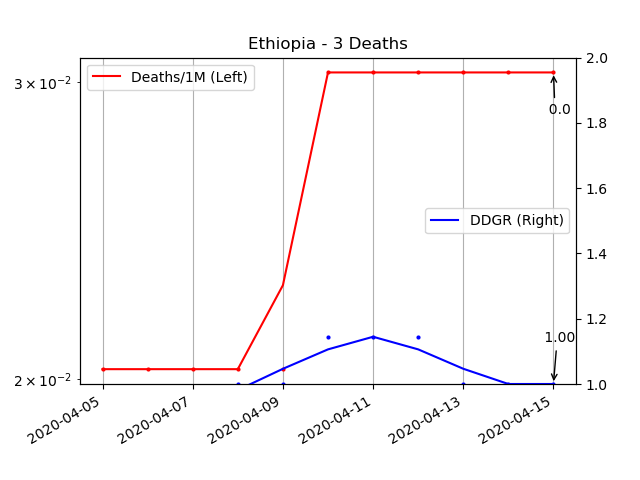 Ethiopia - 3 Deaths
3 × 10⁻²
2 × 10⁻²
Deaths/1M (Left)
DDGR (Right)
0.0
1.00
2.0
1.8
1.6
1.4
1.2
1.0
2020-04-05
2020-04-07
2020-04-09
2020-04-11
2020-04-13
2020-04-15